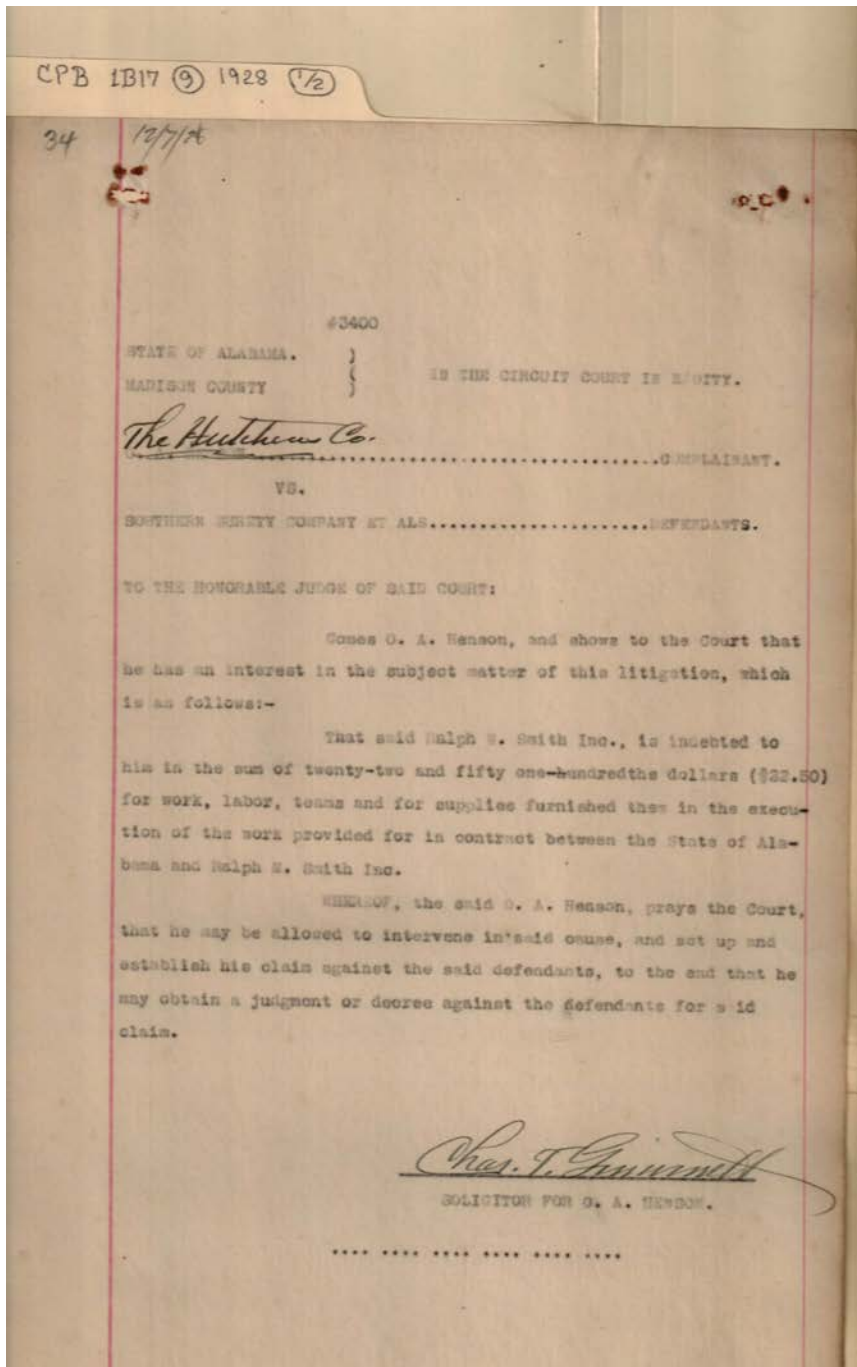 CPB 1B17 (9) 1928 (1/2)
34 12/7/28
#3400
STATE OF ALABAMA. )
MADISON COUNTY ) IN THE CIRCUIT COURT IN EQUITY.
The Hutchens Co. ................COMPLAINANT.
VS.
SOUTHERN SURETY COMPANY ET ALS......................DEFENDANTS.
TO THE HONORABLE JUDGE OF SAID COURT:
Comes O. A. Henson, and shows to the Court that
he has an interest in the subject matter of this litigation, which
is as follows:-
That said Ralph E. Smith Inc., is indebted to
him in the sum of twenty-two and fifty one-hundredths dollars ($22.50)
for work, labor, teams and for supplies furnished them in the execu-
tion of the work provided for in contract between the State of Ala-
bama and Ralph E. Smith Inc.
WHEREOF, the said O. A. Henson, prays the Court,
that he may be allowed to intervene in said cause, and set up and
establish his claim against the said defendants, to the end that he
may obtain a judgment or decree against the defendants for s id
claim.
Chas. T.
SOLICITOR FOR O. A. HENSON.
.... .... .... .... .... ....